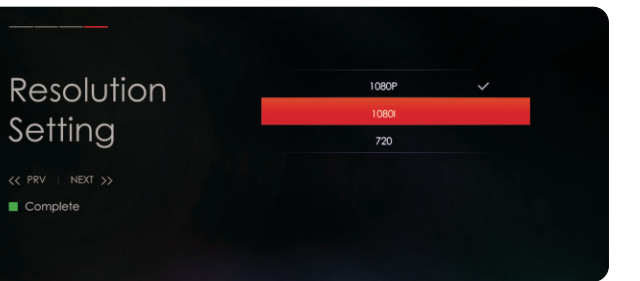 Resolution
Setting
<< PRV | NEXT >>
Complete
1080P ✓
1080I
720